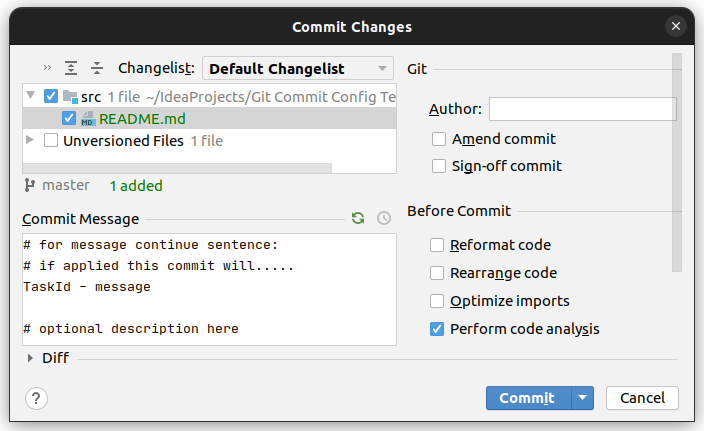 Commit Changes
Changelist: Default Changelist
src 1 file ~/IdeaProjects/Git Commit Config Te
MD README.md
Unversioned Files 1 file
master 1 added
Commit Message
# for message continue sentence:
# if applied this commit will.....
TaskId - message
# optional description here
Diff
Git
Author:
Amend commit
Sign-off commit
Before Commit
Reformat code
Rearrange code
Optimize imports
Perform code analysis
?
Commit
Cancel